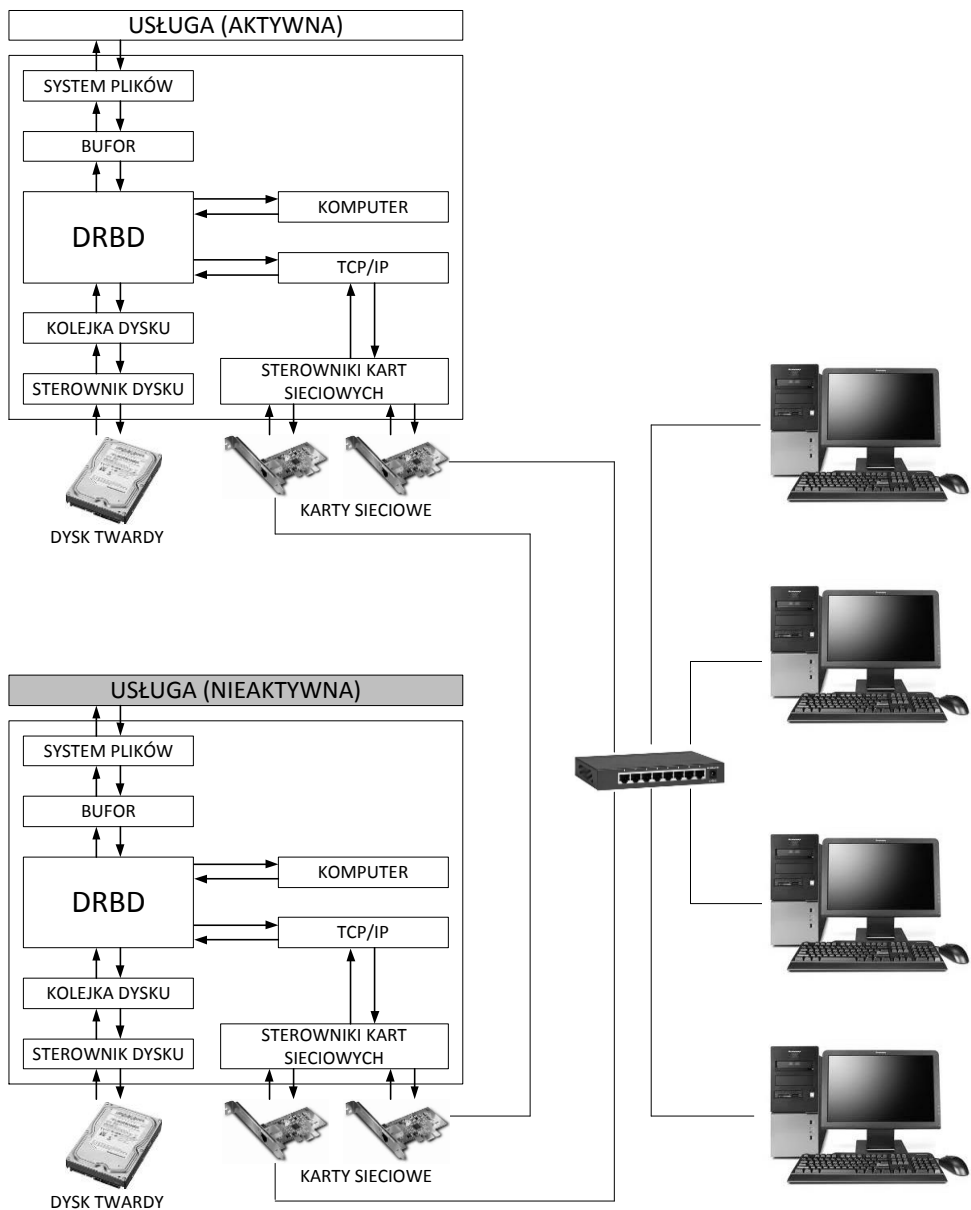 USŁUGA (AKTYWNA)
SYSTEM PLIKÓW
BUFOR
DRBD
KOMPUTER
TCP/IP
KOLEJKA DYSKU
STEROWNIK DYSKU
STEROWNIKI KART
SIECIOWYCH
DYSK TWARDY
KARTY SIECIOWE
USŁUGA (NIEAKTYWNA)
SYSTEM PLIKÓW
BUFOR
DRBD
KOMPUTER
TCP/IP
KOLEJKA DYSKU
STEROWNIK DYSKU
STEROWNIKI KART
SIECIOWYCH
DYSK TWARDY
KARTY SIECIOWE